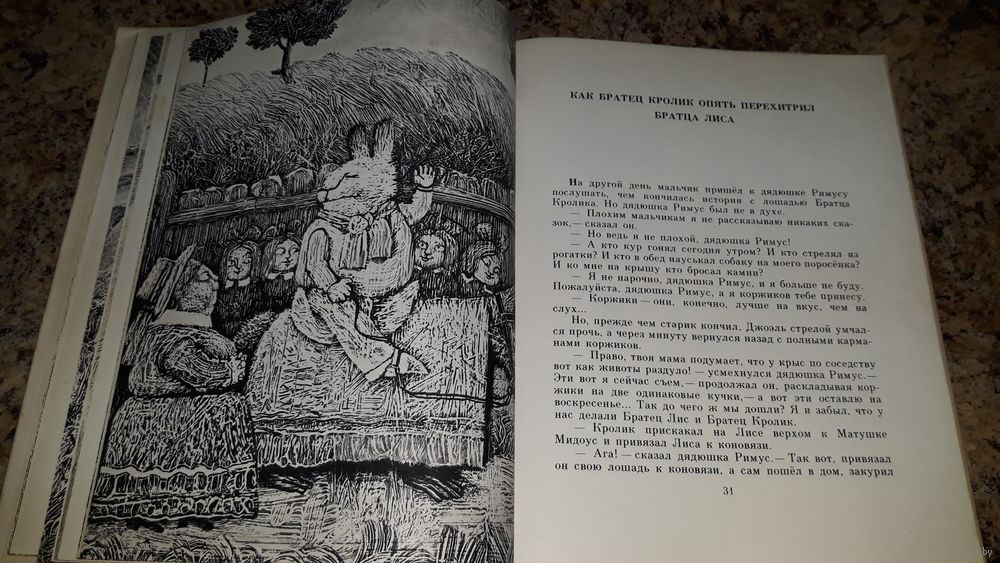 КАК БРАТЕЦ КРОЛИК ОПЯТЬ ПЕРЕХИТРИЛ
БРАТЦА ЛИСА
На другой день мальчик пришёл к дядюшке Римусу
послушать, чем кончилась история с лошадью Братца
Кролика. Но дядюшка Римус был не в духе.
— Плохим мальчикам я не рассказываю никаких ска-
зок,— сказал он.
— Но ведь я не плохой, дядюшка Римус!
— А кто кур гонял сегодня утром? И кто стрелял из
рогатки? И кто в обед науськал собаку на моего поросёнка?
И ко мне на крышу кто бросал камни?
— Я не нарочно, дядюшка Римус, и я больше не буду.
Пожалуйста, дядюшка Римус, а я коржиков тебе принесу.
— Коржики — они, конечно, лучше на вкус, чем на
слух...
Но, прежде чем старик кончил, Джоэль стрелой умчал-
ся прочь, а через минуту вернулся назад с полными карма-
нами коржиков.
— Право, твоя мама подумает, что у крыс по соседству
вот как животы раздуло! — усмехнулся дядюшка Римус.—
Эти вот я сейчас съем,— продолжал он, раскладывая кор-
жики на две одинаковые кучки,— а вот эти оставлю на
воскресенье... Так до чего ж мы дошли? Я и забыл, что у
нас делали Братец Лис и Братец Кролик.
— Кролик прискакал на Лисе верхом к Матушке
Мидоус и привязал Лиса к коновязи.
— Ага! — сказал дядюшка Римус.— Так вот, привязал
он свою лошадь к коновязи, а сам пошёл в дом, закурил
31